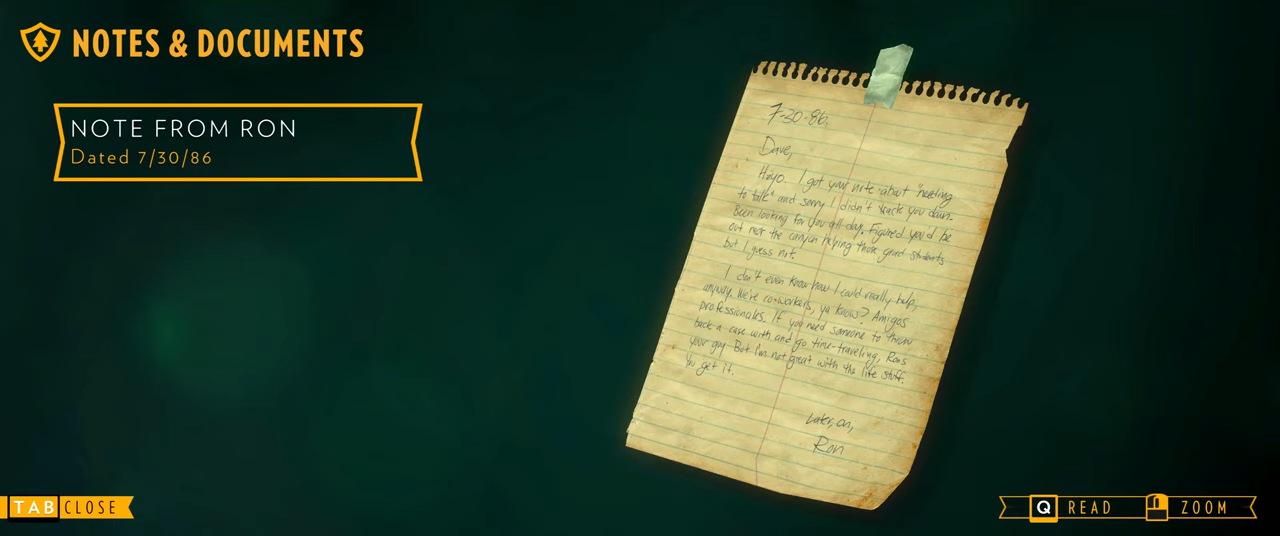 NOTES & DOCUMENTS
NOTE FROM RON
Dated 7/30/86
7-30-86
Dave,
Hoyo. I got your note about "needing
to talk" and sorry I didn't track you down.
Been looking for you all day. Figured you'd be
out near the canyon helping those grad students
but I guess not.
I don't even know how I could really help,
anyway. We're co-workers, ya know? Amigos
professionales. If you need someone to throw
back a case with and go time-traveling, Rons
your guy. But I'm not great with the life stuff.
You get it.
Later, on,
Ron
TAB CLOSE
Q READ ZOOM